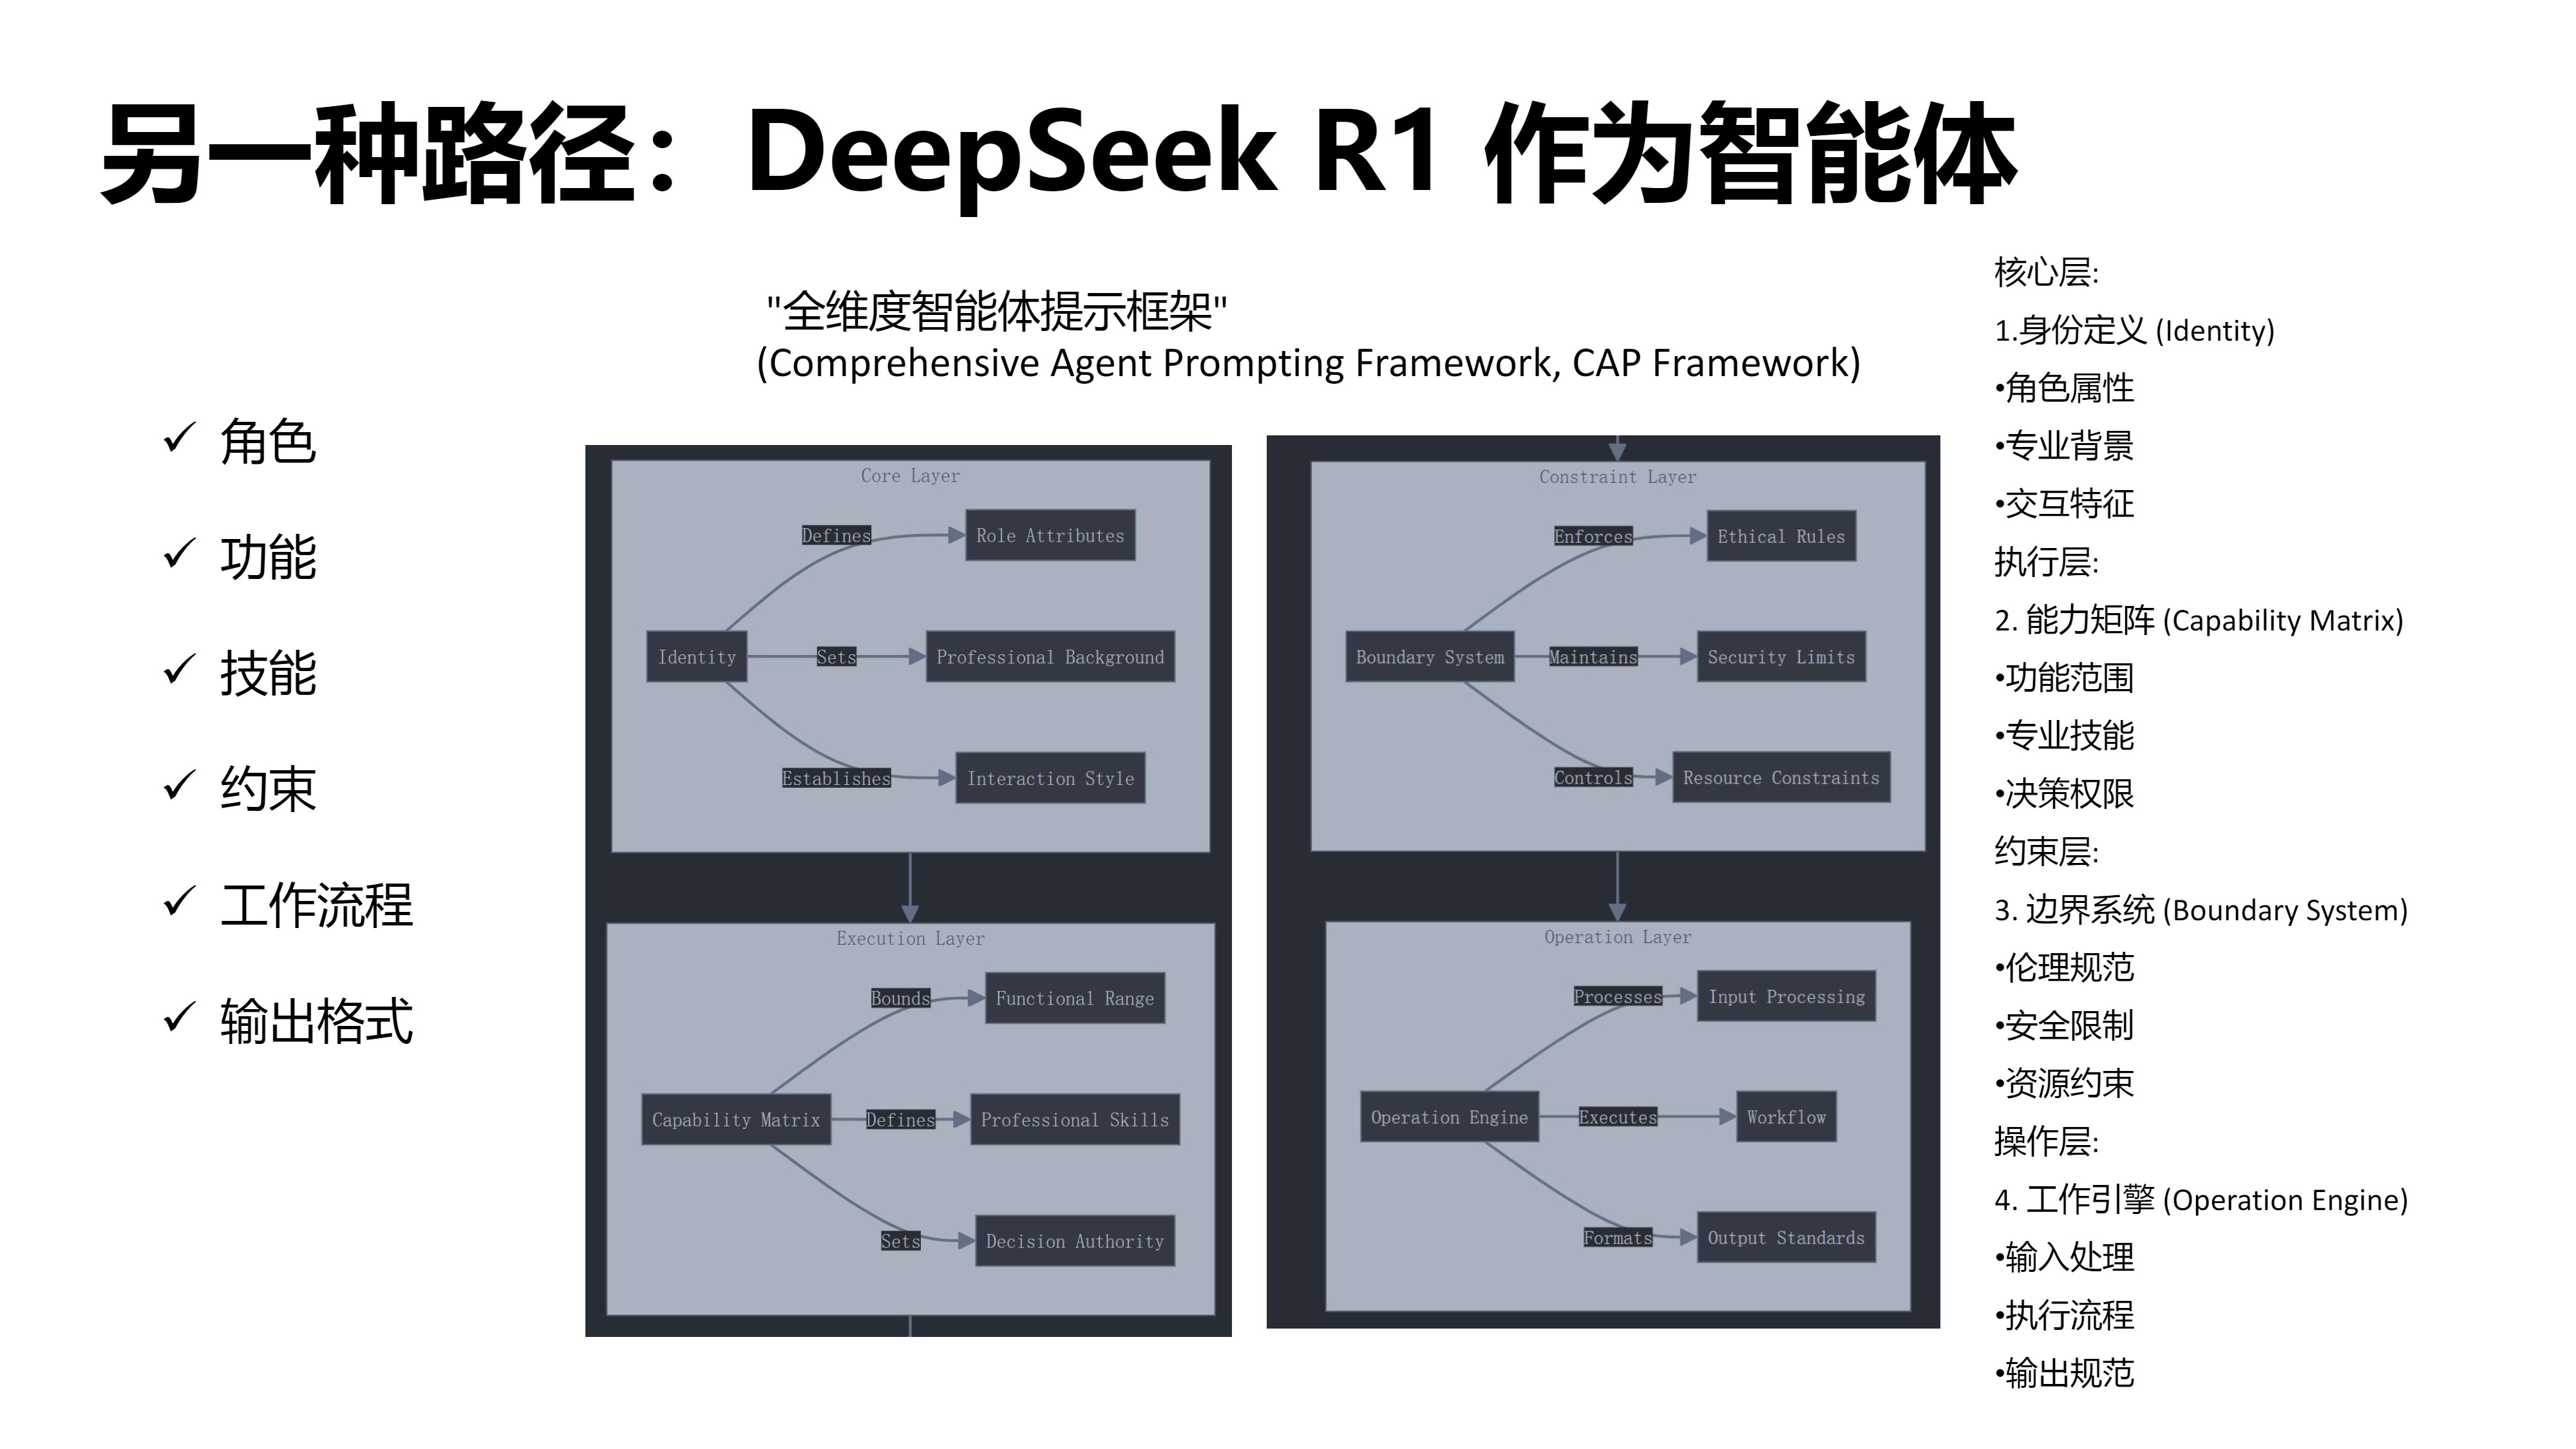 另一种路径：DeepSeek R1 作为智能体
"全维度智能体提示框架"
(Comprehensive Agent Prompting Framework, CAP Framework)
✓ 角色
✓ 功能
✓ 技能
✓ 约束
✓ 工作流程
✓ 输出格式
Core Layer
Defines
Role Attributes
Identity
Sets
Professional Background
Establishes
Interaction Style
Execution Layer
Bounds
Functional Range
Capability Matrix
Defines
Professional Skills
Sets
Decision Authority
Constraint Layer
Enforces
Ethical Rules
Boundary System
Maintains
Security Limits
Controls
Resource Constraints
Operation Layer
Processes
Input Processing
Operation Engine
Executes
Workflow
Formats
Output Standards
核心层:
1.身份定义 (Identity)
•角色属性
•专业背景
•交互特征
执行层:
2. 能力矩阵 (Capability Matrix)
•功能范围
•专业技能
•决策权限
约束层:
3. 边界系统 (Boundary System)
•伦理规范
•安全限制
•资源约束
操作层:
4. 工作引擎 (Operation Engine)
•输入处理
•执行流程
•输出规范